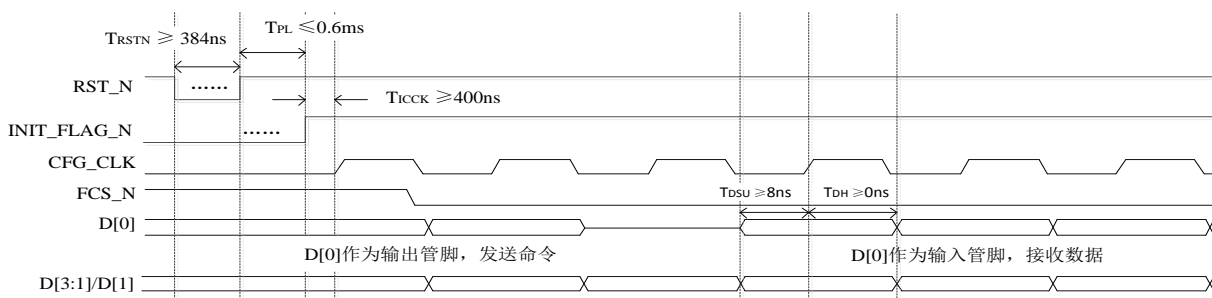 TPL ≤0.6ms
TRSTN ≥ 384ns
RST_N
......
TICCK ≥400ns
INIT_FLAG_N
......
CFG_CLK
FCS_N
TDSU ≥8ns
TDH ≥0ns
D[0]
D[0]作为输出管脚，发送命令
D[0]作为输入管脚，接收数据
D[3:1]/D[1]